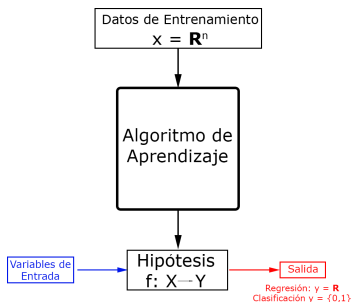 Datos de Entrenamiento
x = Rⁿ
Algoritmo de
Aprendizaje
Variables de
Entrada
Hipótesis
f: X→Y
Salida
Regresión: y = R
Clasificación y = {0,1}